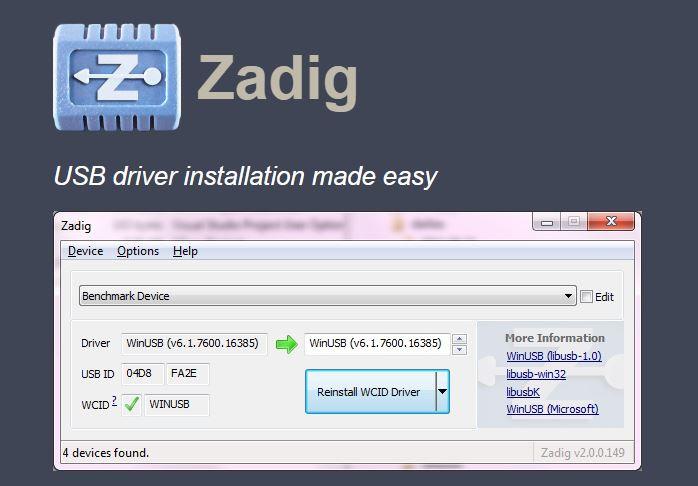 Z Zadig
USB driver installation made easy
Zadig
Device Options Help
Benchmark Device Edit
Driver WinUSB (v6.1.7600.16385) WinUSB (v6.1.7600.16385)
USB ID 04D8 FA2E
WCID ? WINUSB
Reinstall WCID Driver
More Information
WinUSB (libusb-1.0)
libusb-win32
libusbK
WinUSB (Microsoft)
4 devices found. Zadig v2.0.0.149